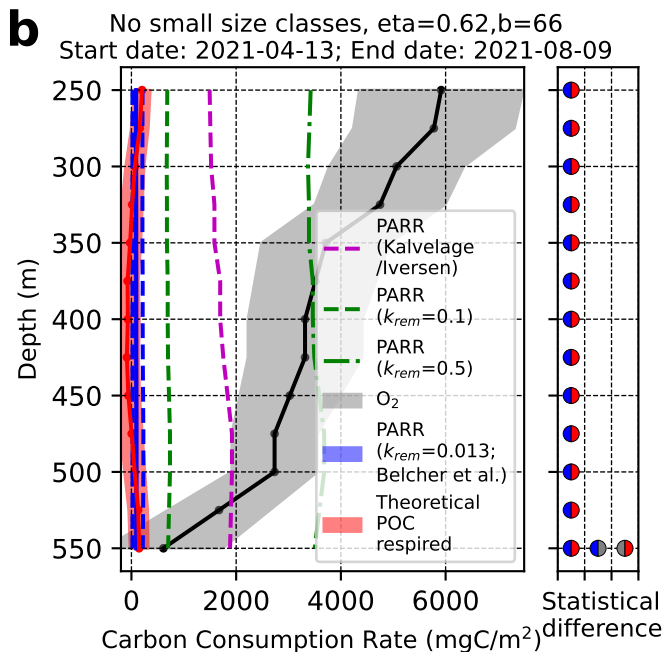 b
No small size classes, eta=0.62,b=66
Start date: 2021-04-13; End date: 2021-08-09
250
300
350
400
450
500
550
Depth (m)
PARR
(Kalvelage
/Iversen)
PARR
(k_rem=0.1)
PARR
(k_rem=0.5)
O₂
PARR
(k_rem=0.013;
Belcher et al.)
Theoretical
POC
respired
0 2000 4000 6000
Carbon Consumption Rate (mgC/m²)
Statistical
difference